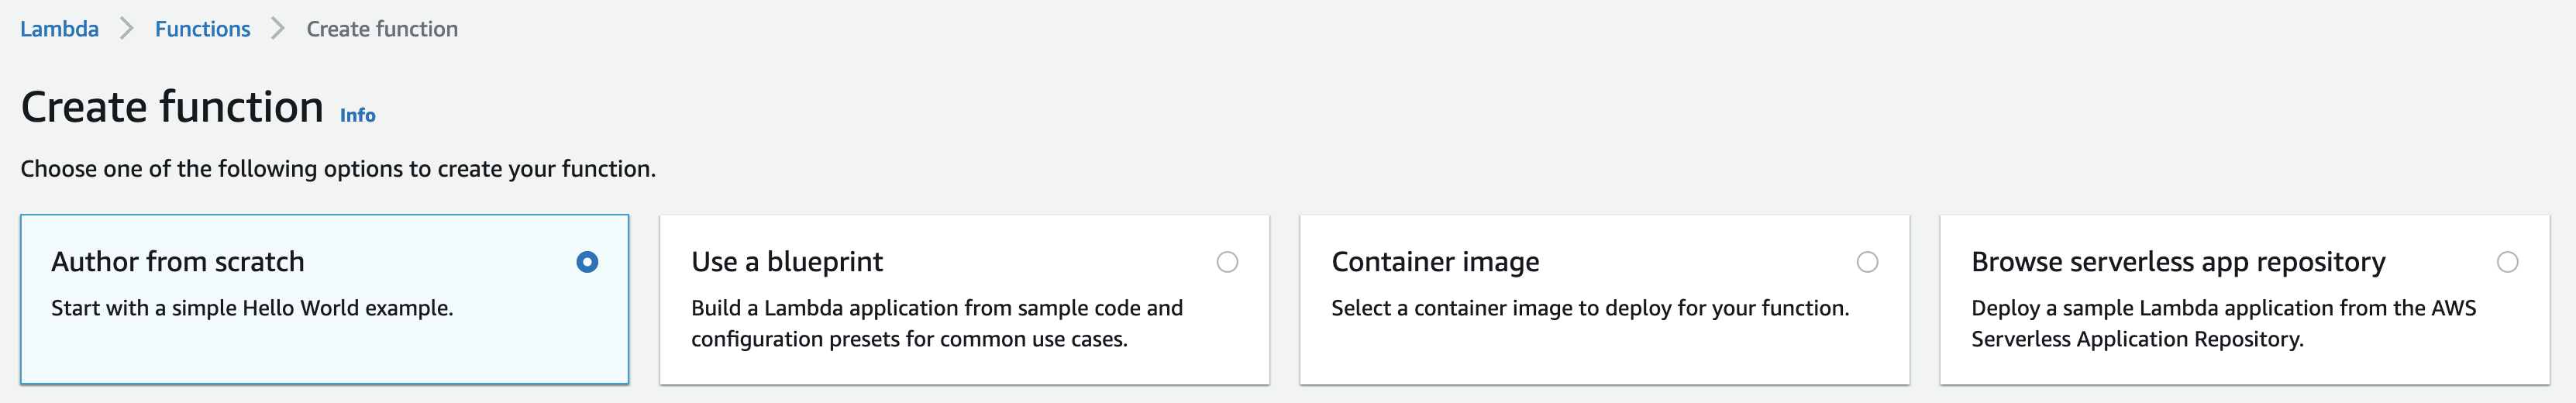 Lambda > Functions > Create function
Create function Info
Choose one of the following options to create your function.
Author from scratch
Start with a simple Hello World example.
Use a blueprint
Build a Lambda application from sample code and
configuration presets for common use cases.
Container image
Select a container image to deploy for your function.
Browse serverless app repository
Deploy a sample Lambda application from the AWS
Serverless Application Repository.